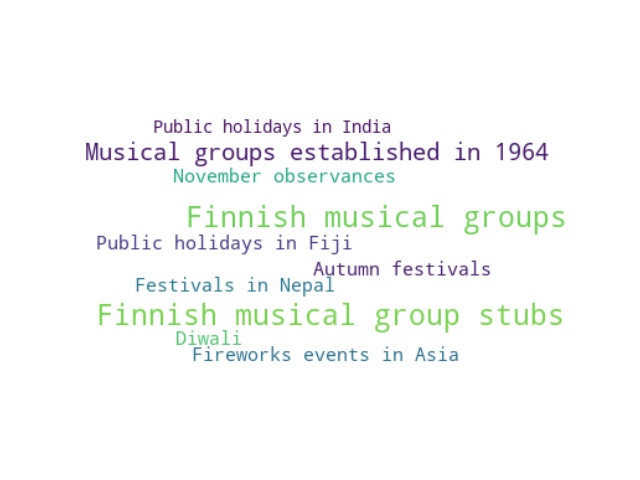 Public holidays in India
Musical groups established in 1964
November observances
Finnish musical groups
Public holidays in Fiji
Autumn festivals
Festivals in Nepal
Finnish musical group stubs
Diwali
Fireworks events in Asia